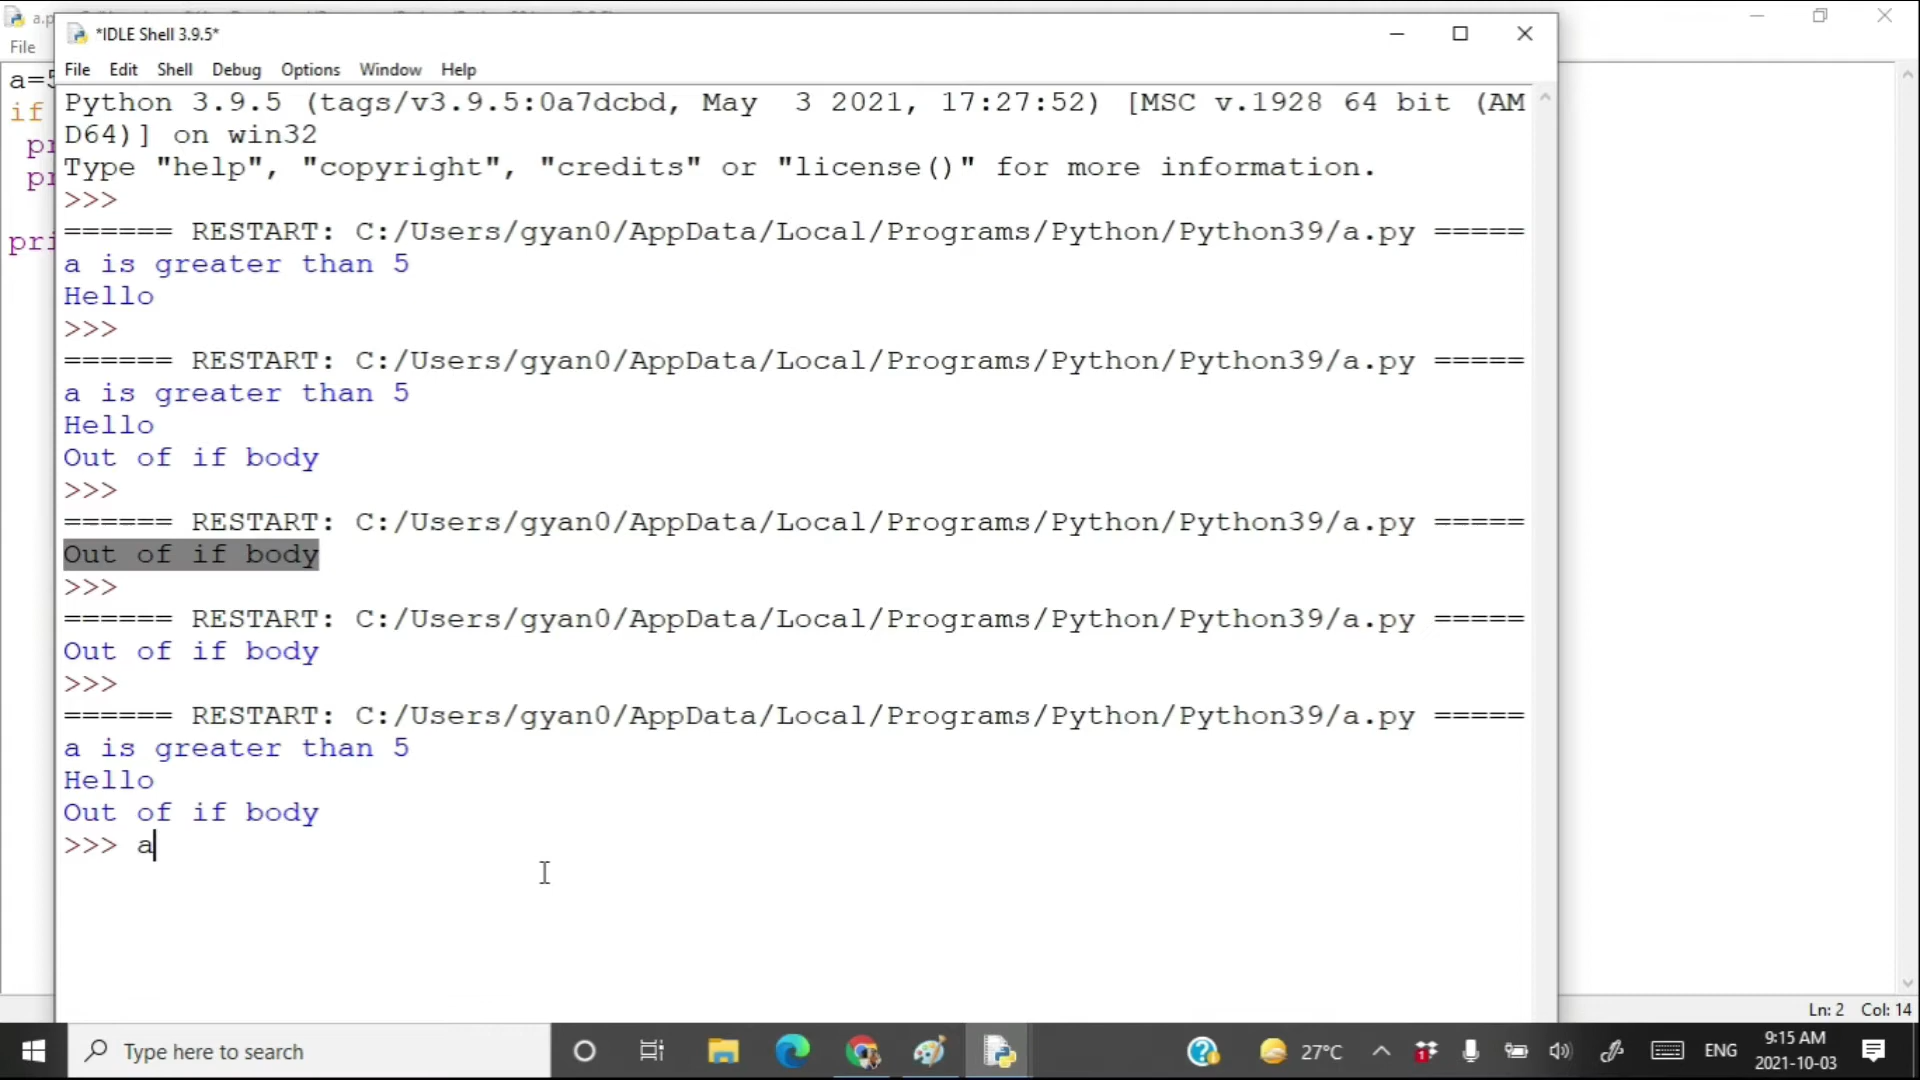 *IDLE Shell 3.9.5*
File
File Edit Shell Debug Options Window Help
a=5
if
pr
pr
pri
Python 3.9.5 (tags/v3.9.5:0a7dcbd, May  3 2021, 17:27:52) [MSC v.1928 64 bit (AM
D64)] on win32
Type "help", "copyright", "credits" or "license()" for more information.
>>>
====== RESTART: C:/Users/gyan0/AppData/Local/Programs/Python/Python39/a.py =====
a is greater than 5
Hello
>>>
====== RESTART: C:/Users/gyan0/AppData/Local/Programs/Python/Python39/a.py =====
a is greater than 5
Hello
Out of if body
>>>
====== RESTART: C:/Users/gyan0/AppData/Local/Programs/Python/Python39/a.py =====
Out of if body
>>>
====== RESTART: C:/Users/gyan0/AppData/Local/Programs/Python/Python39/a.py =====
Out of if body
>>>
====== RESTART: C:/Users/gyan0/AppData/Local/Programs/Python/Python39/a.py =====
a is greater than 5
Hello
Out of if body
>>> a
Ln: 2 Col: 14
Type here to search
27°C
ENG
9:15 AM
2021-10-03